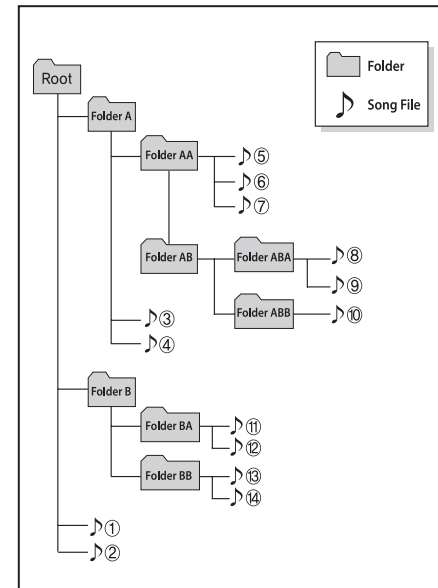 Root
Folder
Song File
Folder A
Folder AA
⑤
⑥
⑦
Folder AB
Folder ABA
⑧
⑨
Folder ABB
⑩
③
④
Folder B
Folder BA
⑪
⑫
Folder BB
⑬
⑭
①
②